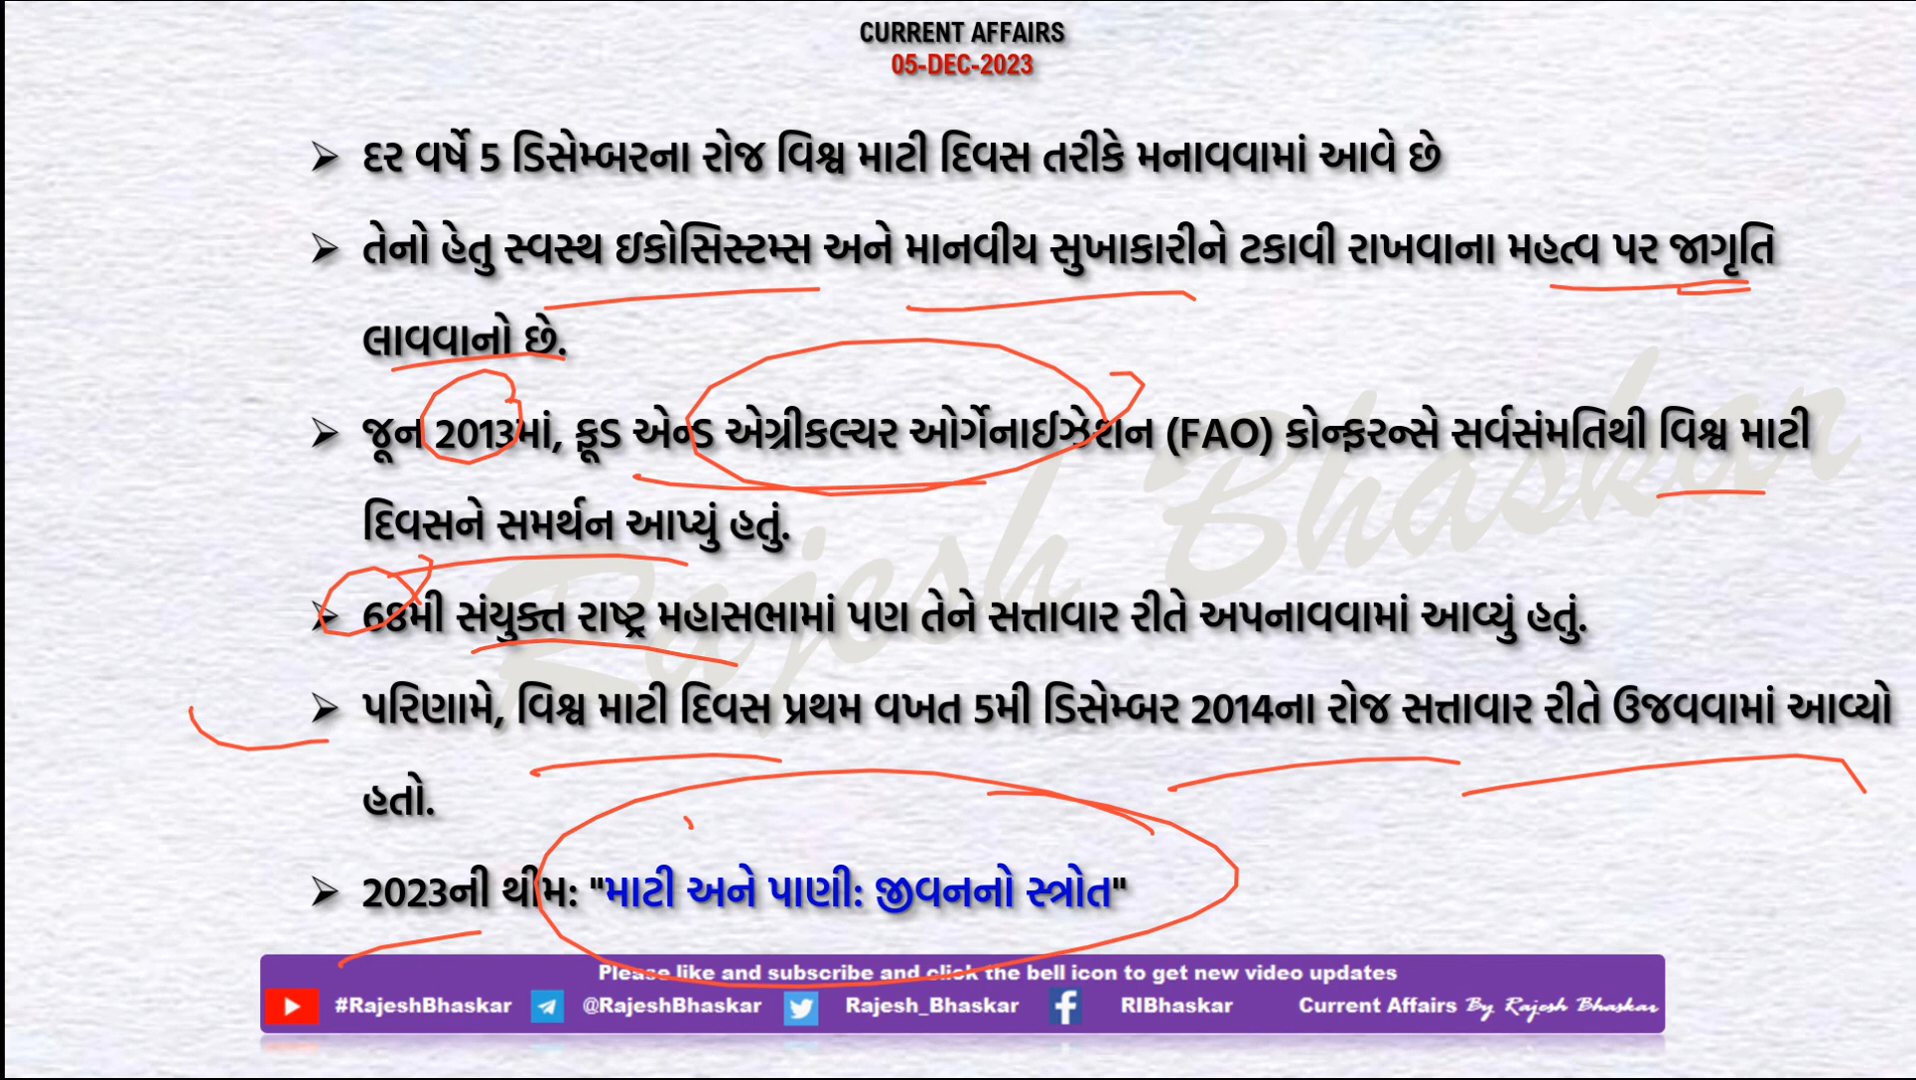 CURRENT AFFAIRS
05-DEC-2023
➢ દર વર્ષે 5 ડિસેમ્બરના રોજ વિશ્વ માટી દિવસ તરીકે મનાવવામાં આવે છે
➢ તેનો હેતુ સ્વસ્થ ઇકોસિસ્ટમ્સ અને માનવીય સુખાકારીને ટકાવી રાખવાના મહત્વ પર જાગૃતિ
લાવવાનો છે.
➢ જૂન 2013માં, ફૂડ એન્ડ એગ્રીકલ્ચર ઓર્ગેનાઈઝેશન (FAO) કોન્ફરન્સે સર્વસંમતિથી વિશ્વ માટી
દિવસને સમર્થન આપ્યું હતું.
➢ 68મી સંયુક્ત રાષ્ટ્ર મહાસભામાં પણ તેને સત્તાવાર રીતે અપનાવવામાં આવ્યું હતું.
➢ પરિણામે, વિશ્વ માટી દિવસ પ્રથમ વખત 5મી ડિસેમ્બર 2014ના રોજ સત્તાવાર રીતે ઉજવવામાં આવ્યો
હતો.
➢ 2023ની થીમ: "માટી અને પાણી: જીવનનો સ્ત્રોત"
Rajesh Bhaskar
Please like and subscribe and click the bell icon to get new video updates
#RajeshBhaskar @RajeshBhaskar Rajesh_Bhaskar RIBhaskar Current Affairs By Rajesh Bhaskar